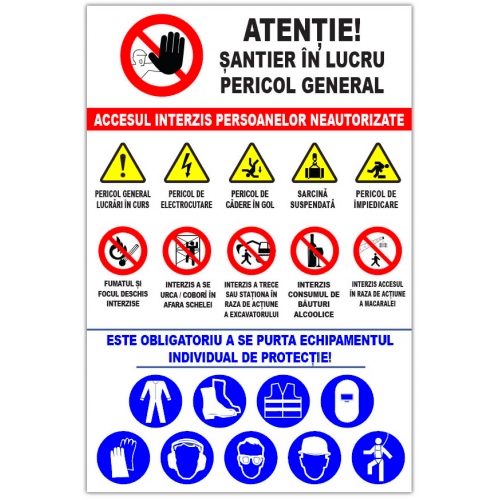 ATENȚIE!
ȘANTIER ÎN LUCRU
PERICOL GENERAL
ACCESUL INTERZIS PERSOANELOR NEAUTORIZATE
PERICOL GENERAL
LUCRĂRI ÎN CURS
PERICOL DE
ELECTROCUTARE
PERICOL DE
CĂDERE ÎN GOL
SARCINĂ
SUSPENDATĂ
PERICOL DE
ÎMPIEDICARE
FUMATUL ȘI
FOCUL DESCHIS
INTERZISE
INTERZIS A SE
URCA / COBORÎ ÎN
AFARA SCHELEI
INTERZIS A TRECE
SAU STAȚIONA ÎN
RAZA DE ACȚIUNE
A EXCAVATORULUI
INTERZIS
CONSUMUL DE
BĂUTURI
ALCOOLICE
INTERZIS ACCESUL
ÎN RAZA DE ACȚIUNE
A MACARALEI
ESTE OBLIGATORIU A SE PURTA ECHIPAMENTUL
INDIVIDUAL DE PROTECȚIE!